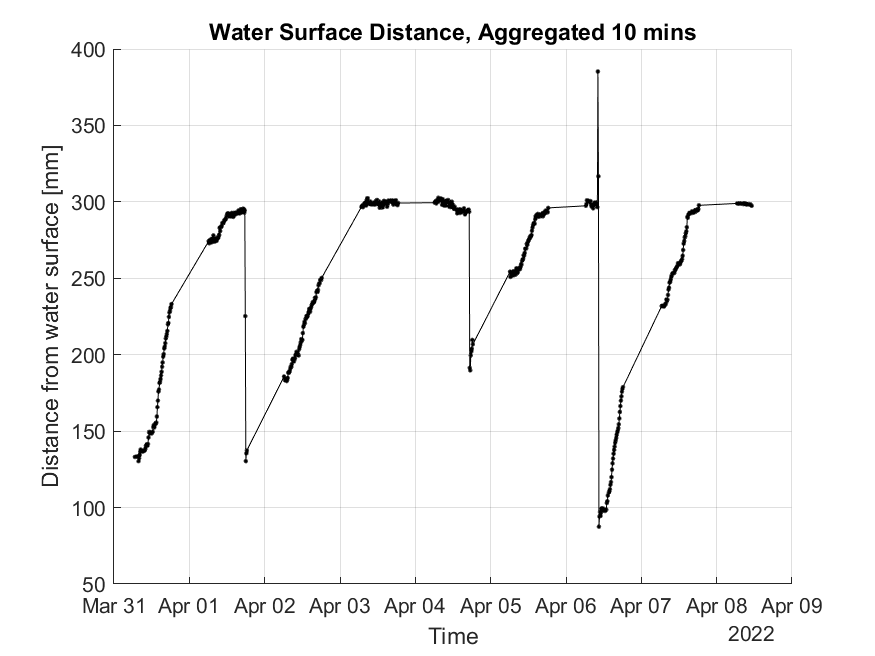 Water Surface Distance, Aggregated 10 mins
Distance from water surface [mm]
400
350
300
250
200
150
100
50
Mar 31 Apr 01 Apr 02 Apr 03 Apr 04 Apr 05 Apr 06 Apr 07 Apr 08 Apr 09
Time
2022